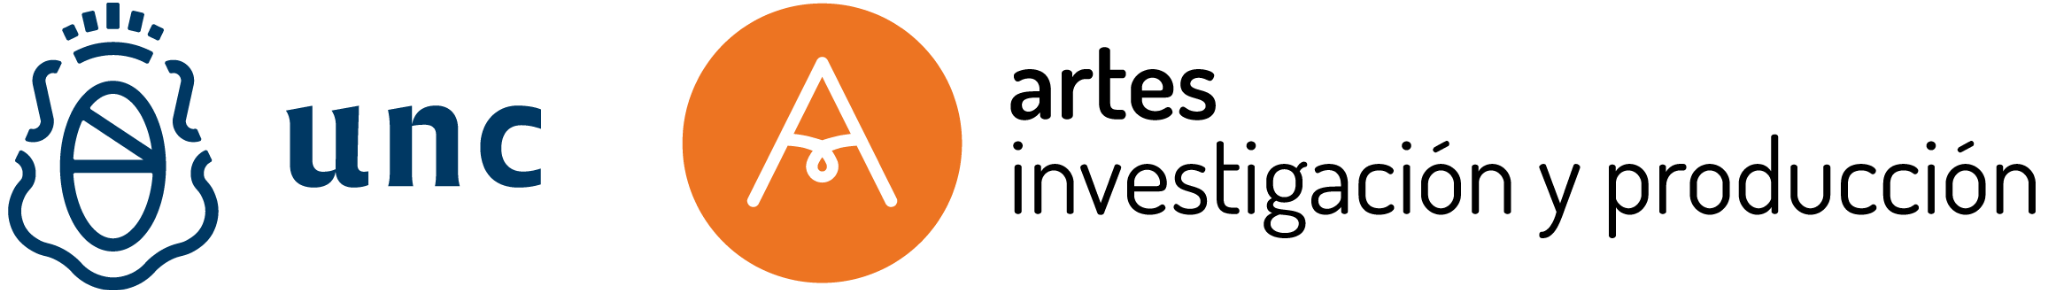 unc
artes
investigación y producción